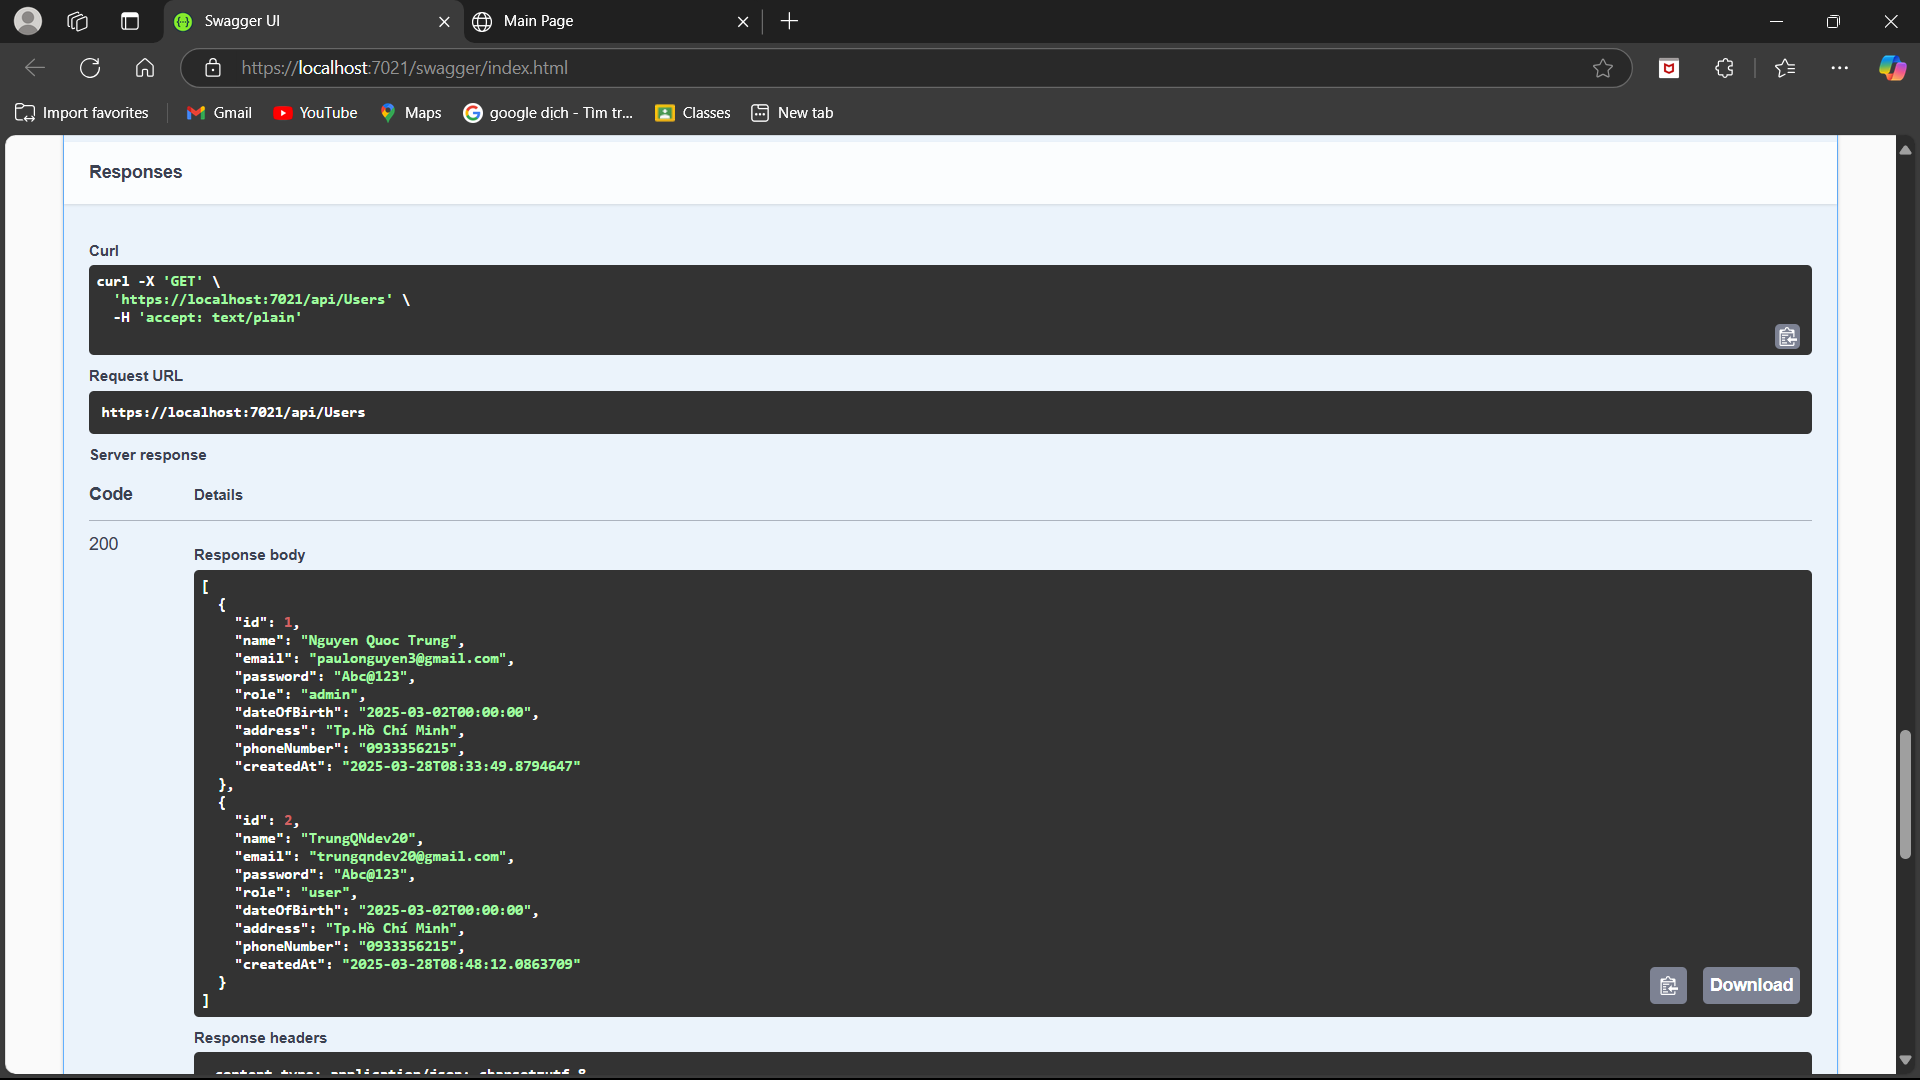 Swagger UI
Main Page
https://localhost:7021/swagger/index.html
Import favorites
Gmail
YouTube
Maps
google dịch - Tìm tr...
Classes
New tab
Responses
Curl
curl -X 'GET' \
'https://localhost:7021/api/Users' \
-H 'accept: text/plain'
Request URL
https://localhost:7021/api/Users
Server response
Code Details
200
Response body
[
{
"id": 1,
"name": "Nguyen Quoc Trung",
"email": "paulonguyen3@gmail.com",
"password": "Abc@123",
"role": "admin",
"dateOfBirth": "2025-03-02T00:00:00",
"address": "Tp.Hồ Chí Minh",
"phoneNumber": "0933356215",
"createdAt": "2025-03-28T08:33:49.8794647"
},
{
"id": 2,
"name": "TrungQNdev20",
"email": "trungqndev20@gmail.com",
"password": "Abc@123",
"role": "user",
"dateOfBirth": "2025-03-02T00:00:00",
"address": "Tp.Hồ Chí Minh",
"phoneNumber": "0933356215",
"createdAt": "2025-03-28T08:48:12.0863709"
}
]
Download
Response headers